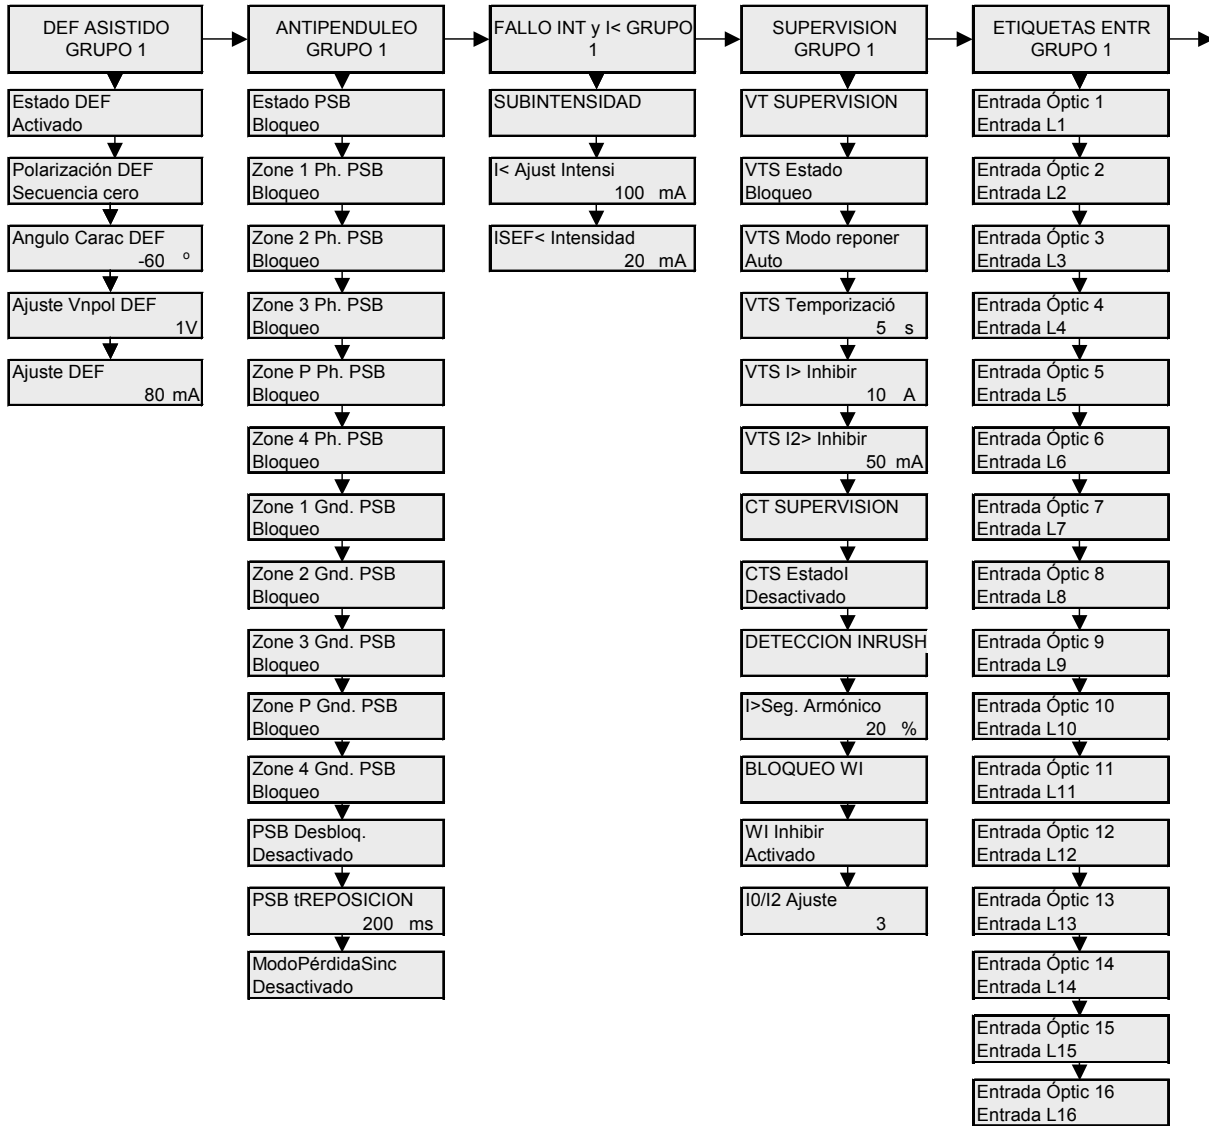 DEF ASISTIDO
GRUPO 1
Estado DEF
Activado
Polarización DEF
Secuencia cero
Angulo Carac DEF
-60 º
Ajuste Vnpol DEF
1V
Ajuste DEF
80 mA
ANTIPENDULEO
GRUPO 1
Estado PSB
Bloqueo
Zone 1 Ph. PSB
Bloqueo
Zone 2 Ph. PSB
Bloqueo
Zone 3 Ph. PSB
Bloqueo
Zone P Ph. PSB
Bloqueo
Zone 4 Ph. PSB
Bloqueo
Zone 1 Gnd. PSB
Bloqueo
Zone 2 Gnd. PSB
Bloqueo
Zone 3 Gnd. PSB
Bloqueo
Zone P Gnd. PSB
Bloqueo
Zone 4 Gnd. PSB
Bloqueo
PSB Desbloq.
Desactivado
PSB tREPOSICION
200 ms
ModoPérdidaSinc
Desactivado
FALLO INT y I< GRUPO
1
SUBINTENSIDAD
I< Ajust Intensi
100 mA
ISEF< Intensidad
20 mA
SUPERVISION
GRUPO 1
VT SUPERVISION
VTS Estado
Bloqueo
VTS Modo reponer
Auto
VTS Temporizació
5 s
VTS I> Inhibir
10 A
VTS I2> Inhibir
50 mA
CT SUPERVISION
CTS EstadoI
Desactivado
DETECCION INRUSH
I>Seg. Armónico
20 %
BLOQUEO WI
WI Inhibir
Activado
I0/I2 Ajuste
3
ETIQUETAS ENTR
GRUPO 1
Entrada Óptic 1
Entrada L1
Entrada Óptic 2
Entrada L2
Entrada Óptic 3
Entrada L3
Entrada Óptic 4
Entrada L4
Entrada Óptic 5
Entrada L5
Entrada Óptic 6
Entrada L6
Entrada Óptic 7
Entrada L7
Entrada Óptic 8
Entrada L8
Entrada Óptic 9
Entrada L9
Entrada Óptic 10
Entrada L10
Entrada Óptic 11
Entrada L11
Entrada Óptic 12
Entrada L12
Entrada Óptic 13
Entrada L13
Entrada Óptic 14
Entrada L14
Entrada Óptic 15
Entrada L15
Entrada Óptic 16
Entrada L16